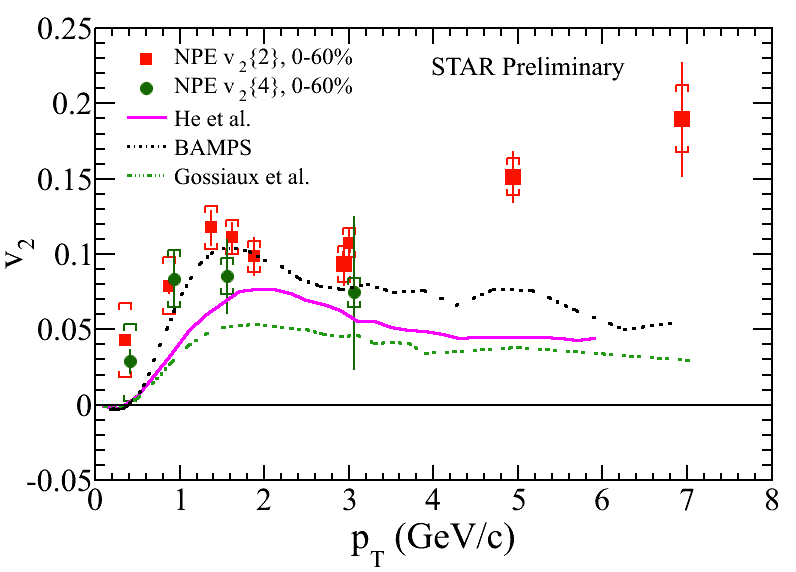 0.25
0.2
0.15
0.1
0.05
0
-0.05
v2
NPE v2{2}, 0-60%
NPE v2{4}, 0-60%
He et al.
BAMPS
Gossiaux et al.
STAR Preliminary
0 1 2 3 4 5 6 7 8
pT (GeV/c)